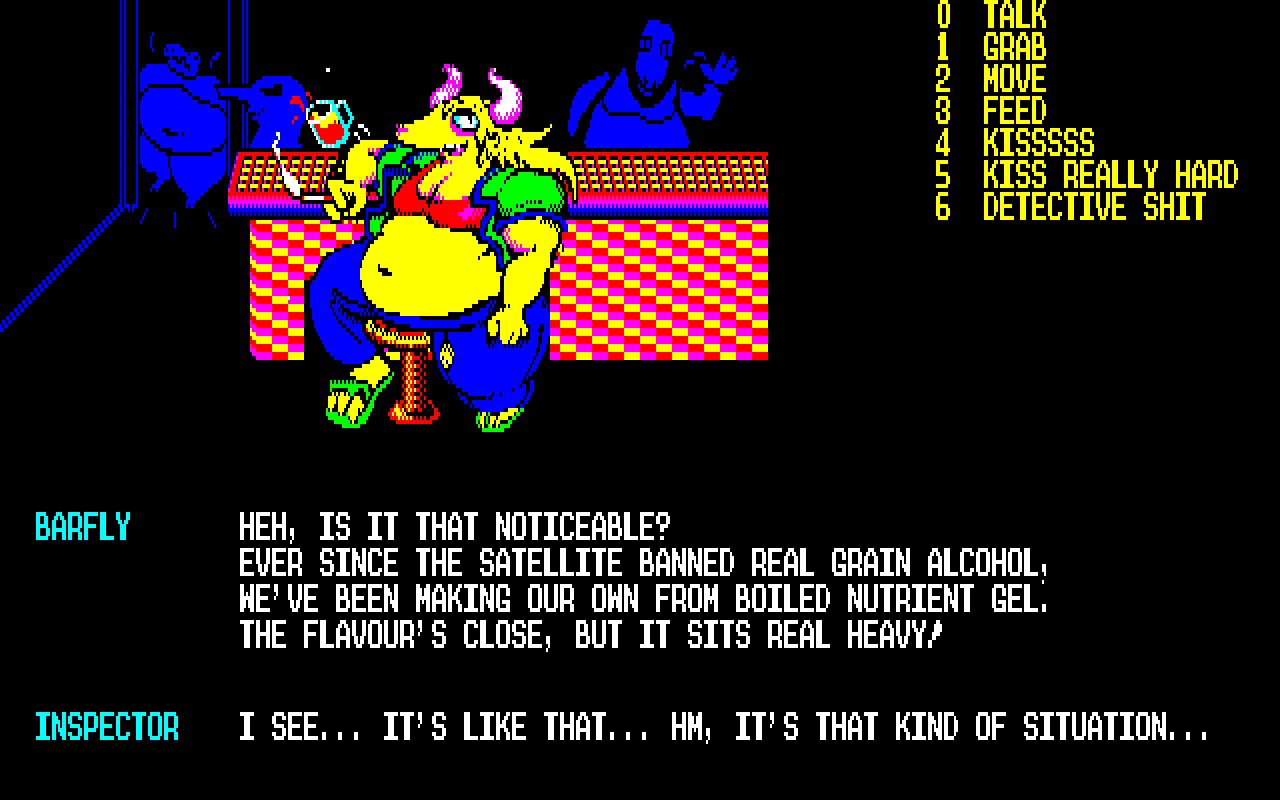 0 TALK
1 GRAB
2 MOVE
3 FEED
4 KISSSSS
5 KISS REALLY HARD
6 DETECTIVE SHIT
BARFLY HEH, IS IT THAT NOTICEABLE?
EVER SINCE THE SATELLITE BANNED REAL GRAIN ALCOHOL,
WE'VE BEEN MAKING OUR OWN FROM BOILED NUTRIENT GEL.
THE FLAVOUR'S CLOSE, BUT IT SITS REAL HEAVY!
INSPECTOR I SEE... IT'S LIKE THAT... HM, IT'S THAT KIND OF SITUATION...